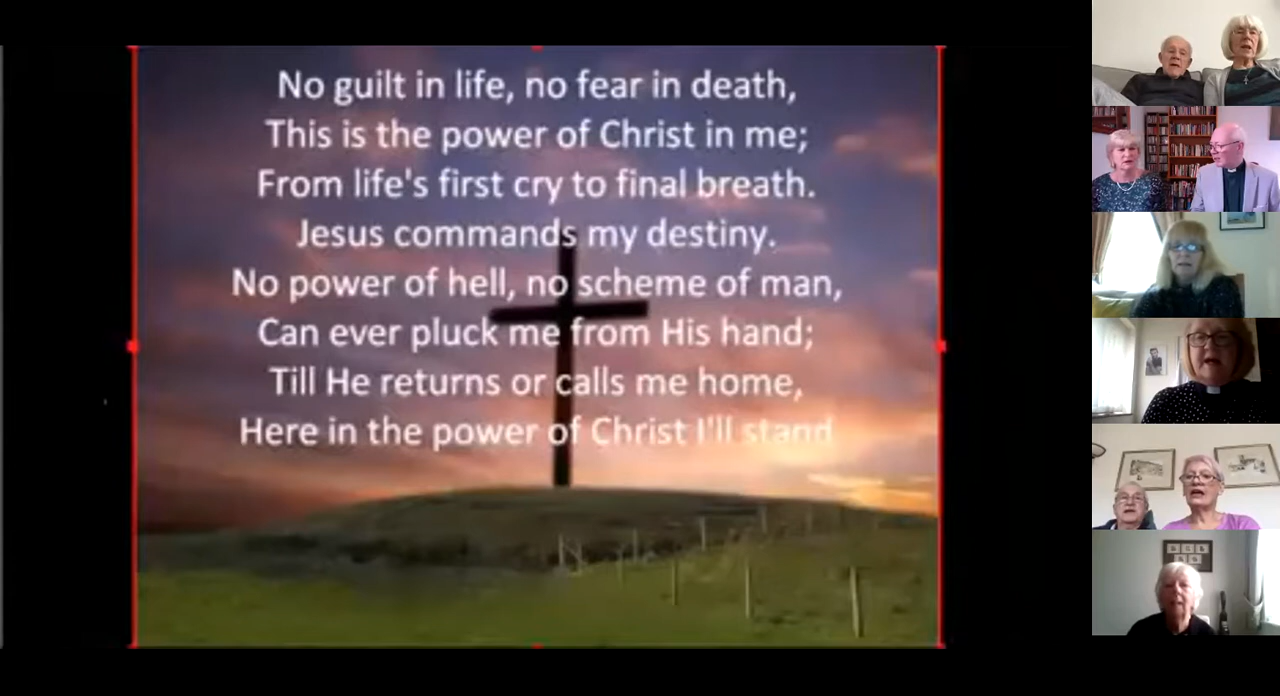 No guilt in life, no fear in death,
This is the power of Christ in me;
From life's first cry to final breath.
Jesus commands my destiny.
No power of hell, no scheme of man,
Can ever pluck me from His hand;
Till He returns or calls me home,
Here in the power of Christ I'll stand